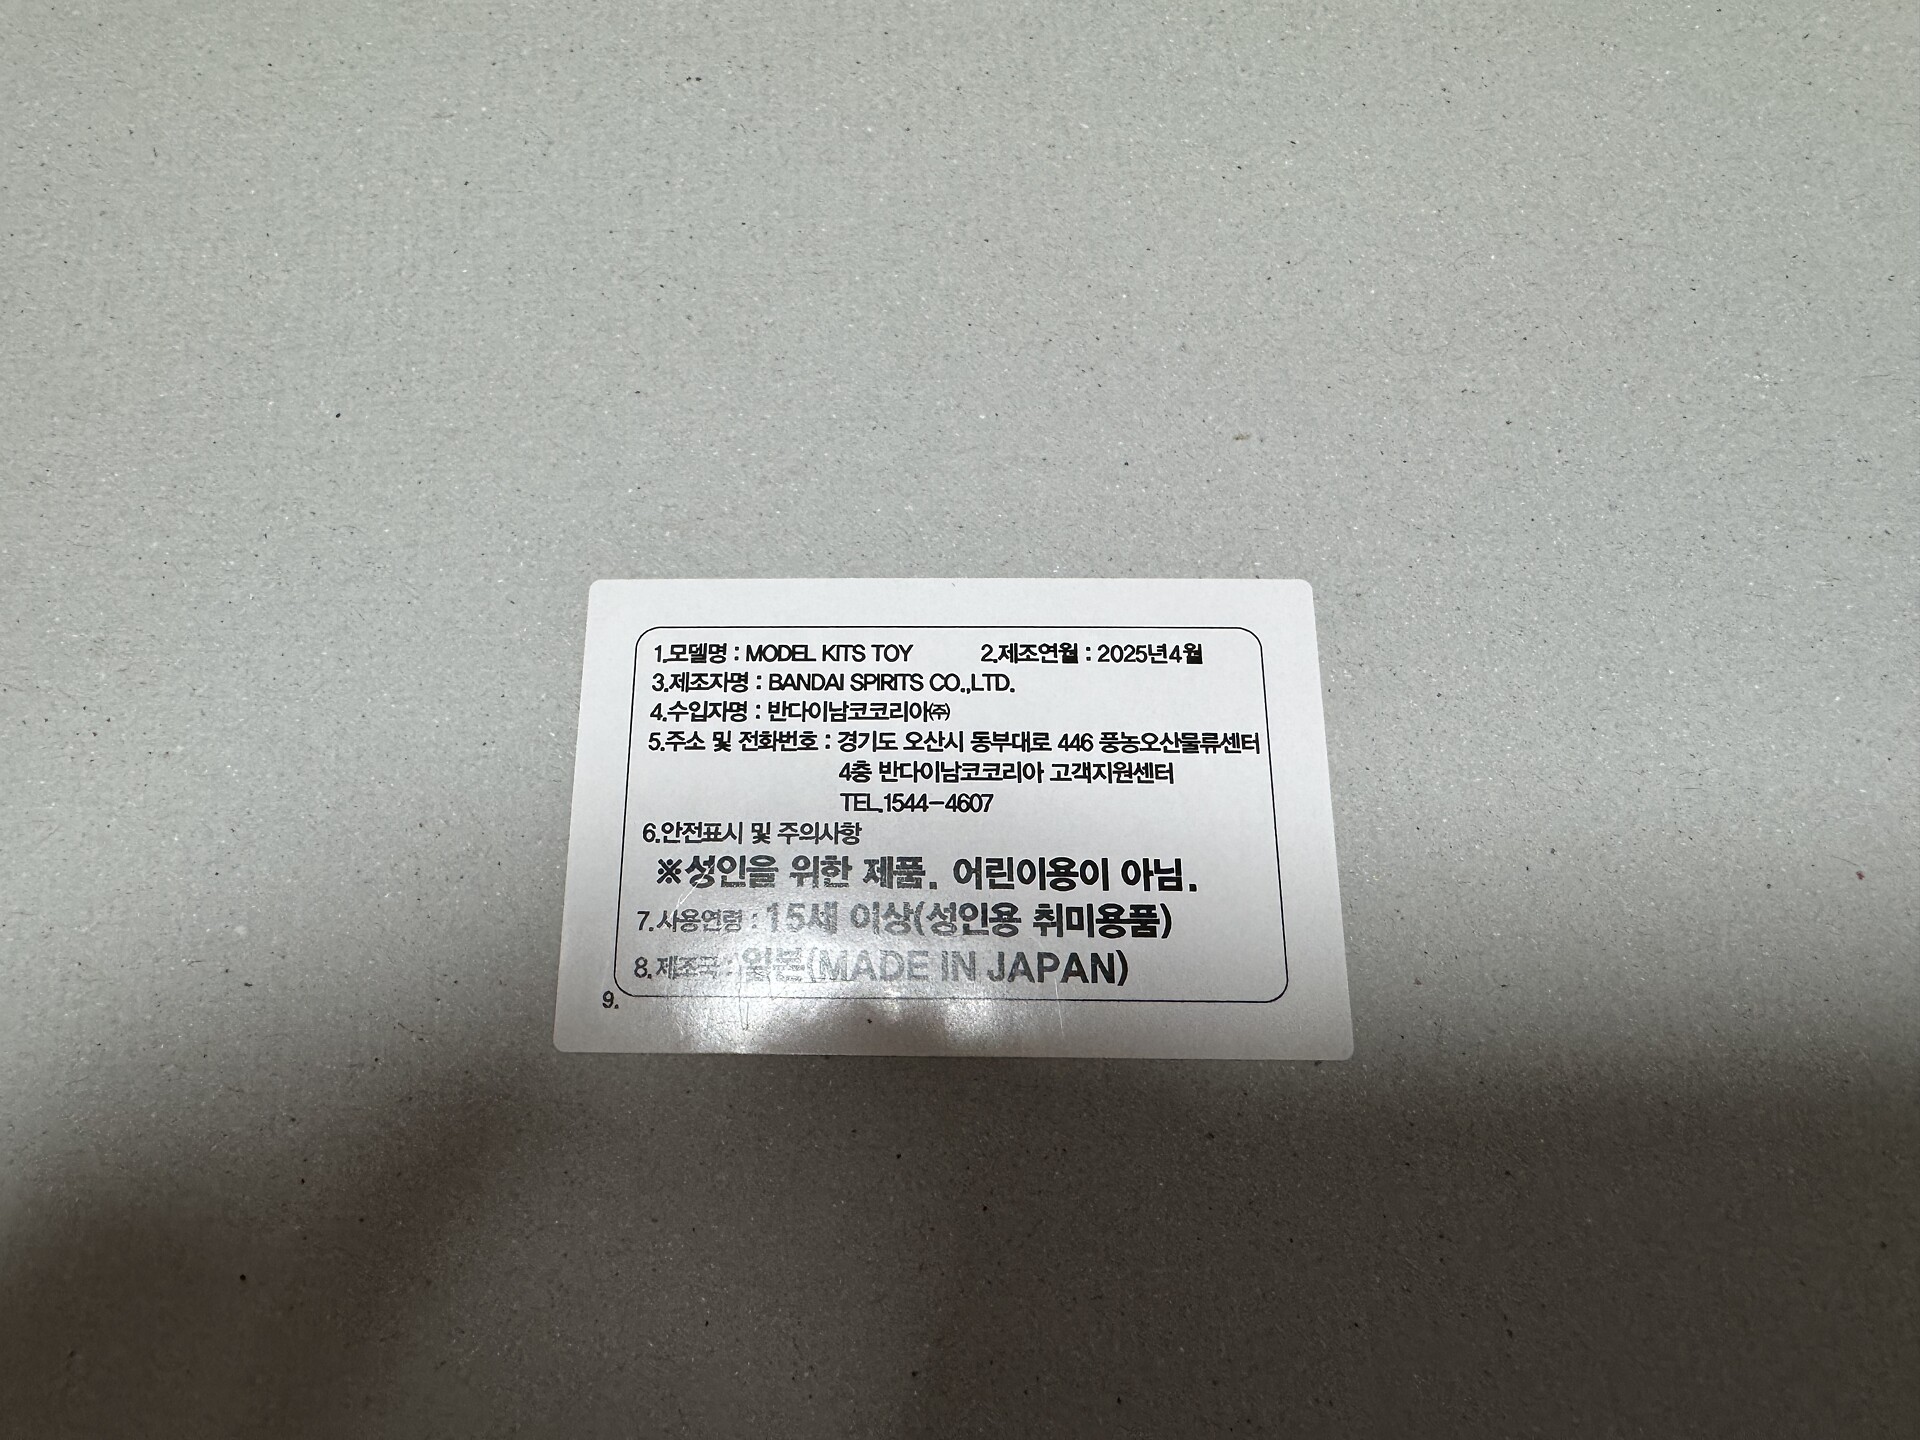 1.모델명 : MODEL KITS TOY 2.제조연월 : 2025년4월
3.제조자명 : BANDAI SPIRITS CO.,LTD.
4.수입자명 : 반다이남코코리아㈜
5.주소 및 전화번호 : 경기도 오산시 동부대로 446 풍농오산물류센터
4층 반다이남코코리아 고객지원센터
TEL.1544-4607
6.안전표시 및 주의사항
※성인을 위한 제품. 어린이용이 아님.
7.사용연령 : 15세 이상(성인용 취미용품)
8.제조국 : 일본(MADE IN JAPAN)
9.